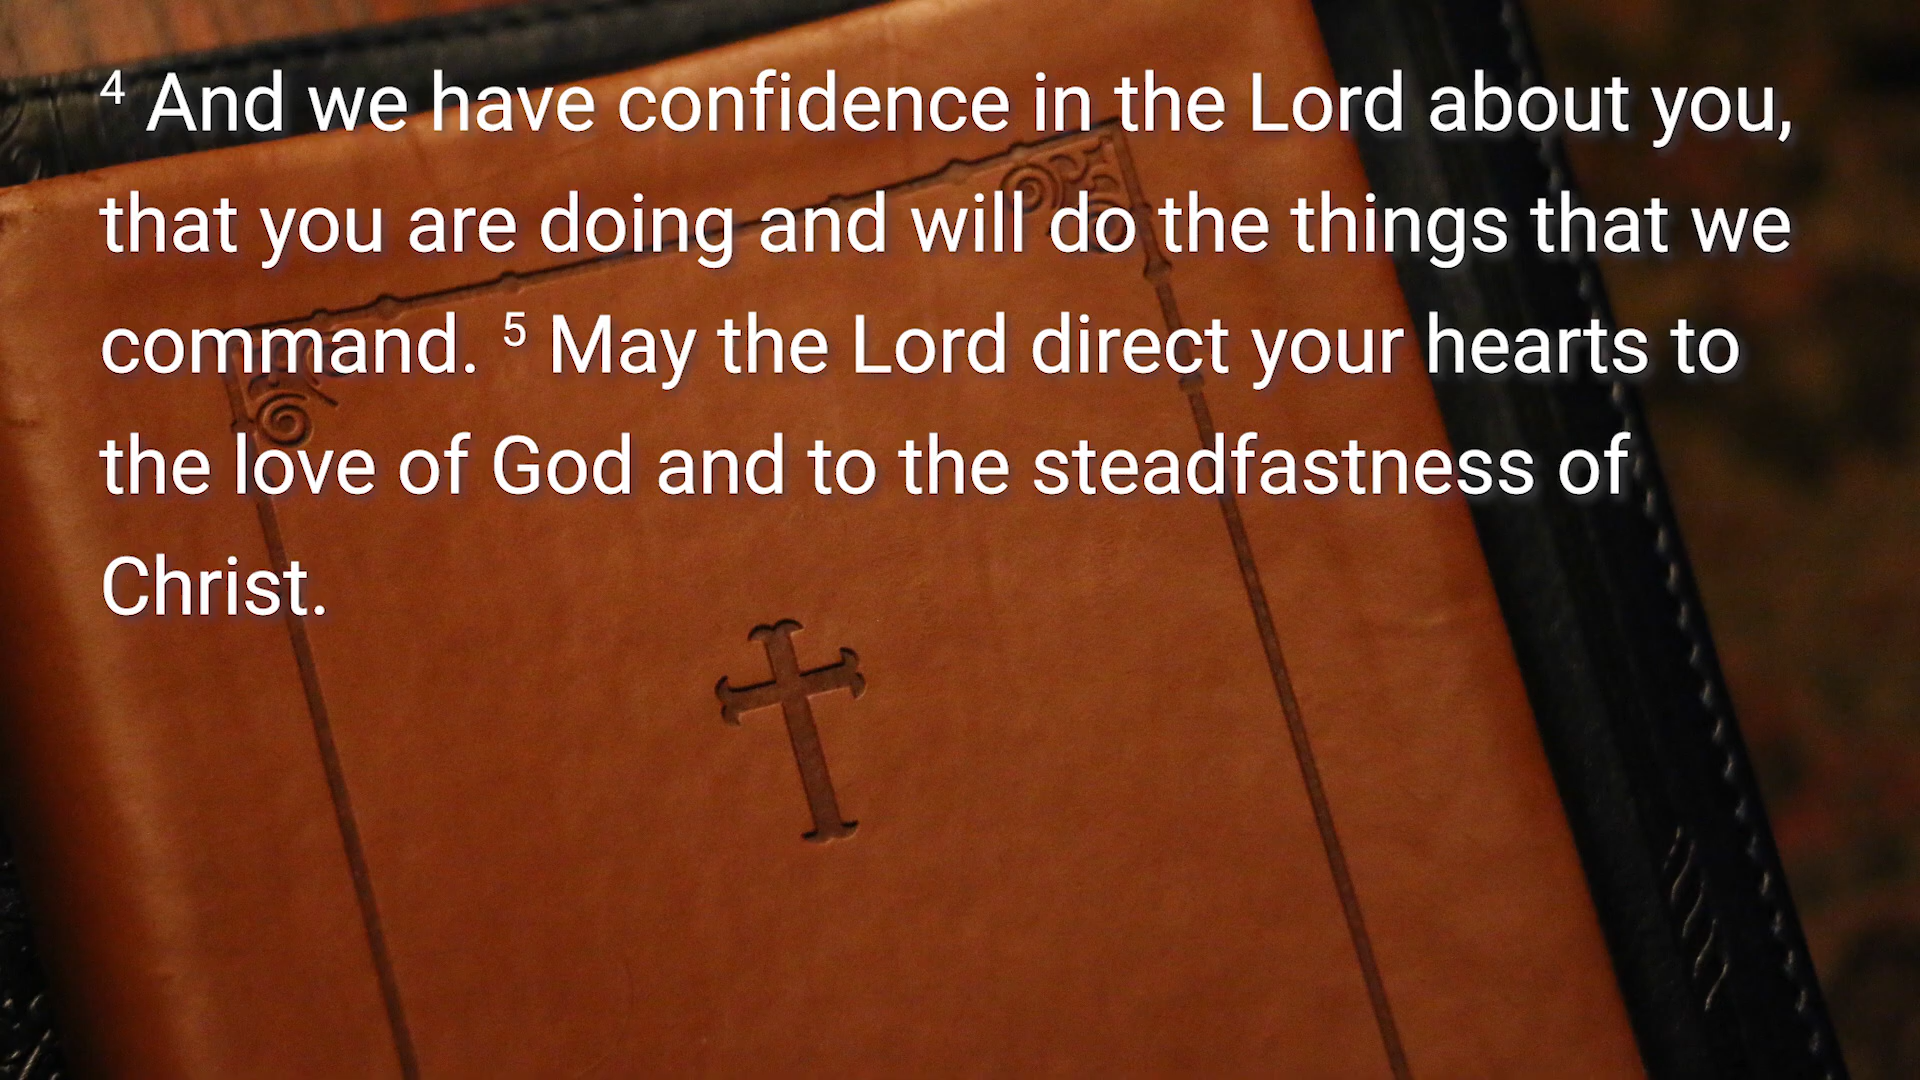 ⁴ And we have confidence in the Lord about you,
that you are doing and will do the things that we
command. ⁵ May the Lord direct your hearts to
the love of God and to the steadfastness of
Christ.